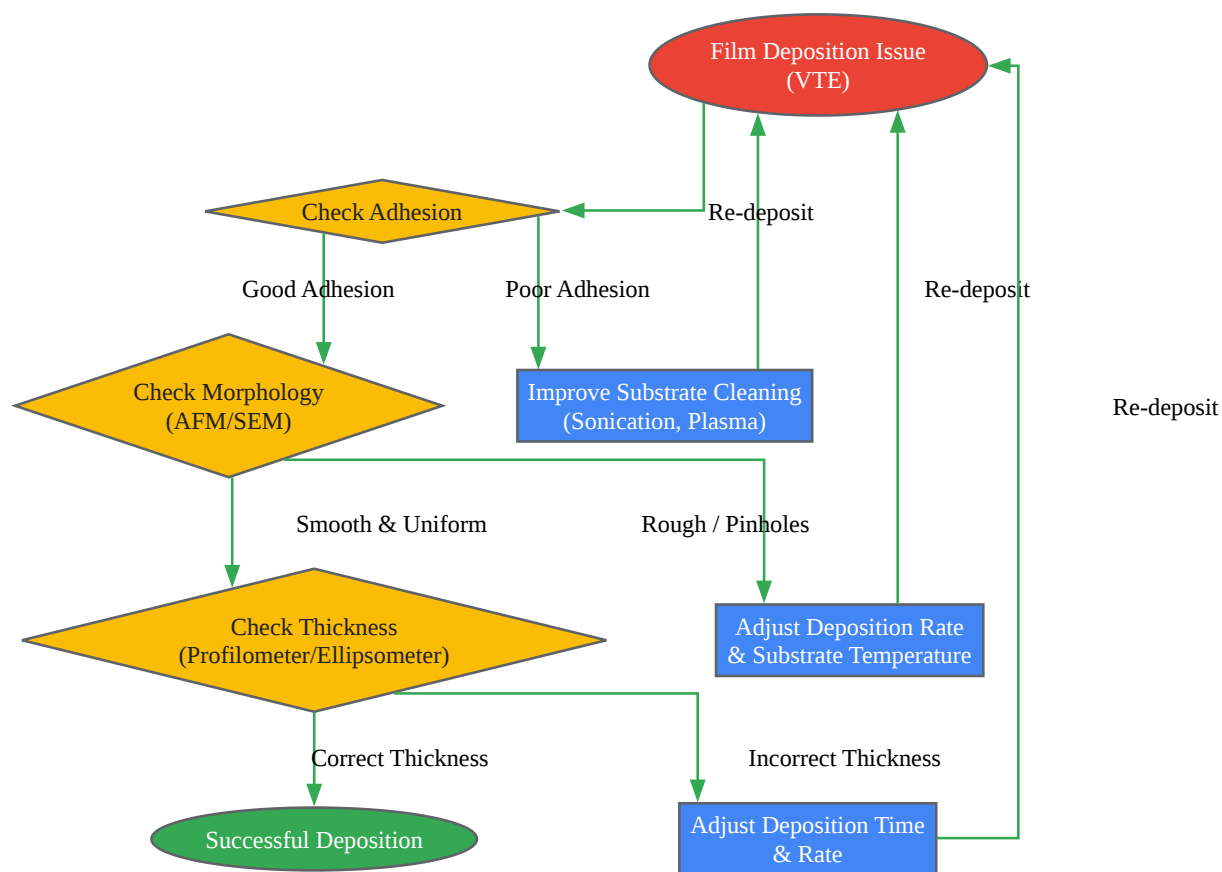 Film Deposition Issue
(VTE)
Check Adhesion
Re-deposit
Good Adhesion
Poor Adhesion
Re-deposit
Check Morphology
(AFM/SEM)
Improve Substrate Cleaning
(Sonication, Plasma)
Re-deposit
Smooth & Uniform
Rough / Pinholes
Check Thickness
(Profilometer/Ellipsometer)
Adjust Deposition Rate
& Substrate Temperature
Correct Thickness
Incorrect Thickness
Successful Deposition
Adjust Deposition Time
& Rate